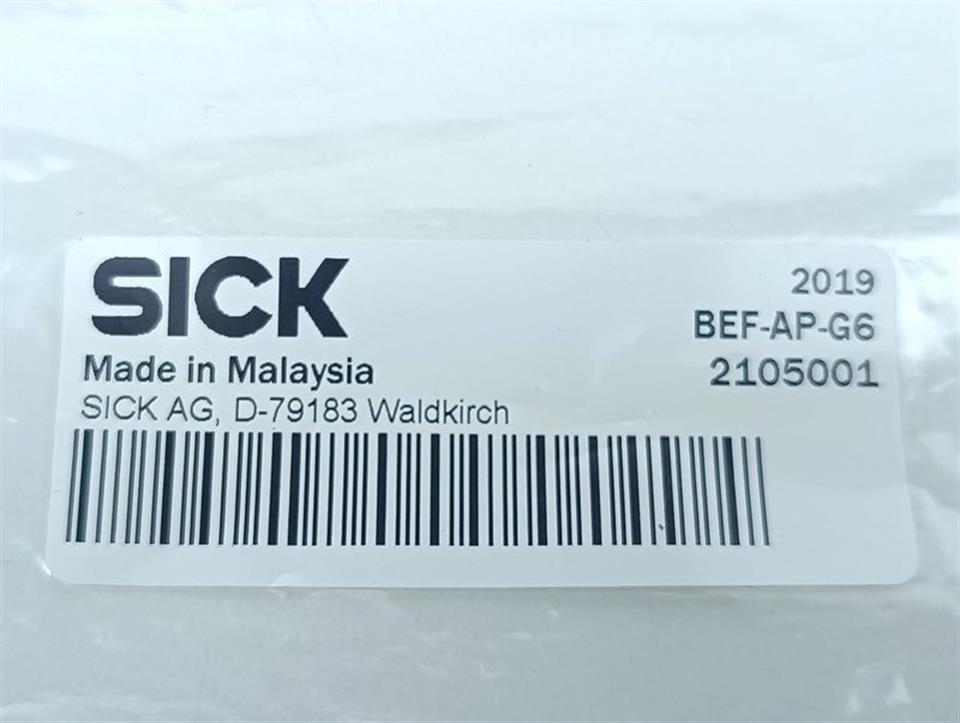 SICK
Made in Malaysia
SICK AG, D-79183 Waldkirch
2019
BEF-AP-G6
2105001